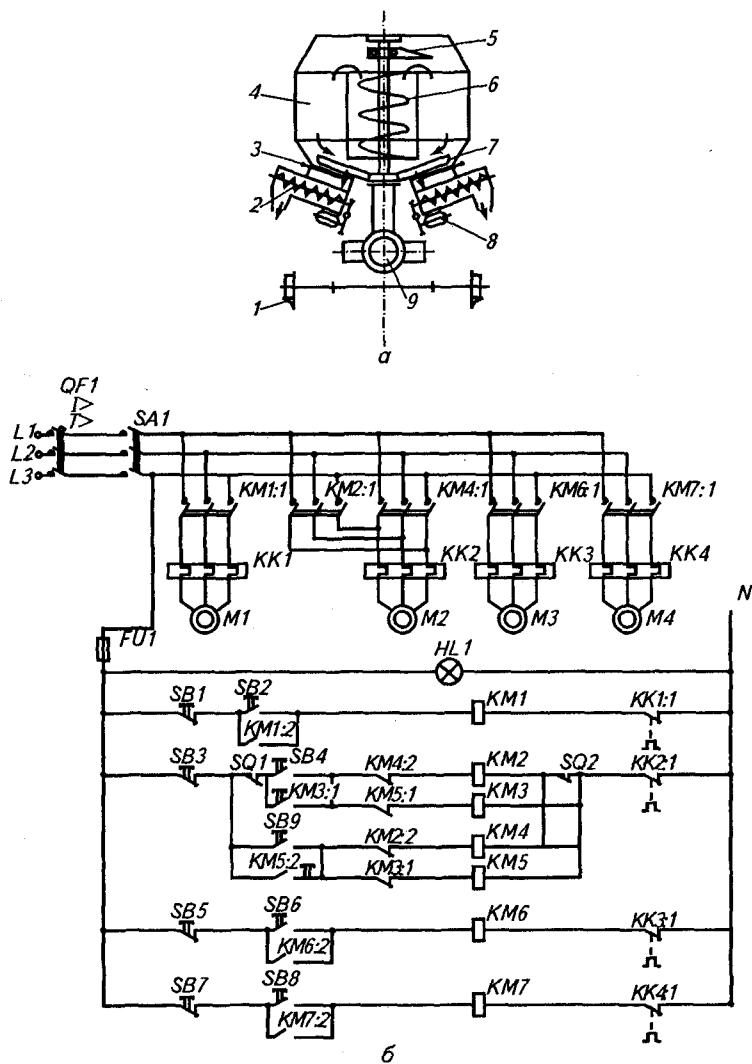 5
4
6
3
7
2
8
1
9
а
QF1
I>
I>
SA1
L1
L2
L3
KM1:1
KM2:1
KM4:1
KM6:1
KM7:1
KK1
KK2
KK3
KK4
N
M1
M2
M3
M4
FU1
HL1
SB1
SB2
KM1
KK1:1
KM1:2
SB3
SQ1
SB4
KM4:2
KM2
SQ2
KK2:1
KM3:1
KM5:1
KM3
SB9
KM2:2
KM4
KM5:2
KM3:1
KM5
SB5
SB6
KM6
KK3:1
KM6:2
SB7
SB8
KM7
KK4:1
KM7:2
б